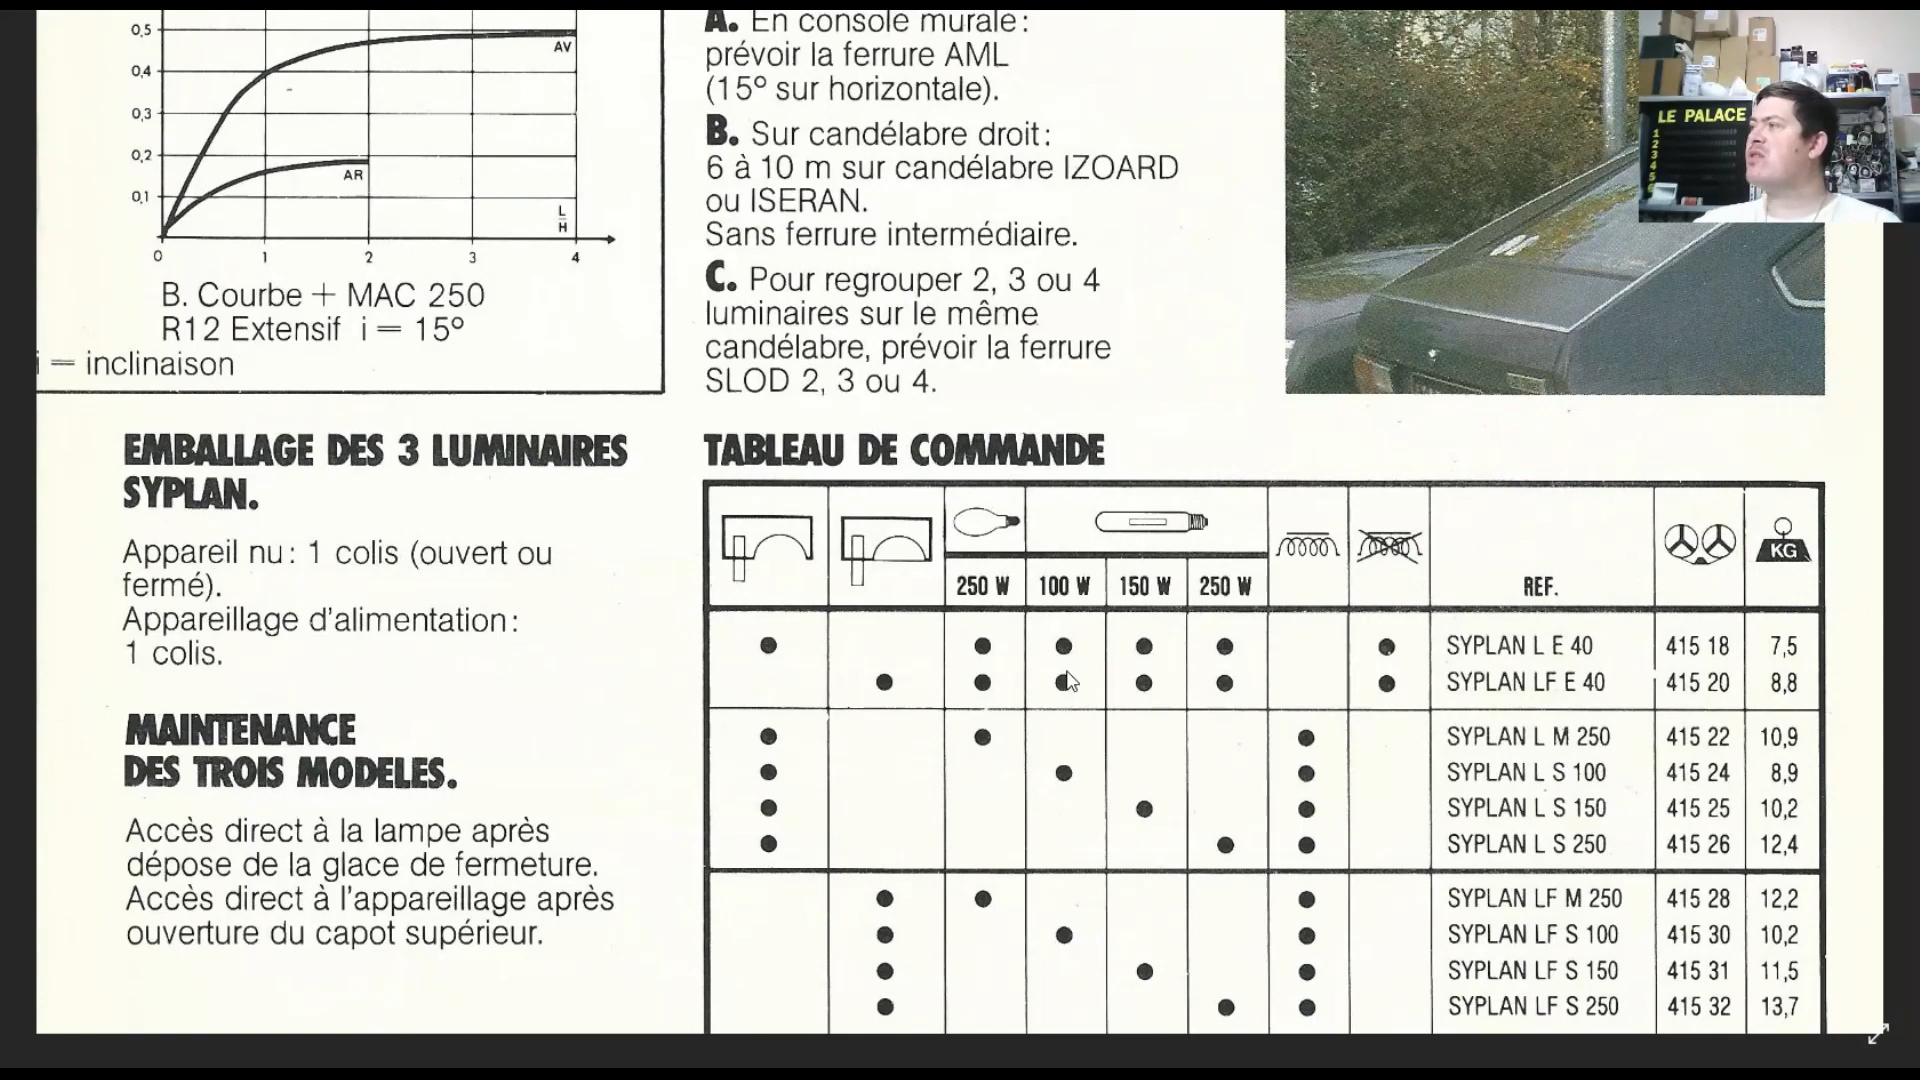 0,5
0,4
0,3
0,2
0,1
AV
AR
L
H
0 1 2 3 4
B. Courbe + MAC 250
R12 Extensif i = 15°
i = inclinaison
A. En console murale :
prévoir la ferrure AML
(15° sur horizontale).
B. Sur candélabre droit :
6 à 10 m sur candélabre IZOARD
ou ISERAN.
Sans ferrure intermédiaire.
C. Pour regrouper 2, 3 ou 4
luminaires sur le même
candélabre, prévoir la ferrure
SLOD 2, 3 ou 4.
LE PALACE
1
2
3
4
5
6
EMBALLAGE DES 3 LUMINAIRES
SYPLAN.
Appareil nu : 1 colis (ouvert ou
fermé).
Appareillage d'alimentation :
1 colis.
MAINTENANCE
DES TROIS MODELES.
Accès direct à la lampe après
dépose de la glace de fermeture.
Accès direct à l'appareillage après
ouverture du capot supérieur.
TABLEAU DE COMMANDE
KG
250 W 100 W 150 W 250 W REF.
SYPLAN L E 40 415 18 7,5
SYPLAN LF E 40 415 20 8,8
SYPLAN L M 250 415 22 10,9
SYPLAN L S 100 415 24 8,9
SYPLAN L S 150 415 25 10,2
SYPLAN L S 250 415 26 12,4
SYPLAN LF M 250 415 28 12,2
SYPLAN LF S 100 415 30 10,2
SYPLAN LF S 150 415 31 11,5
SYPLAN LF S 250 415 32 13,7